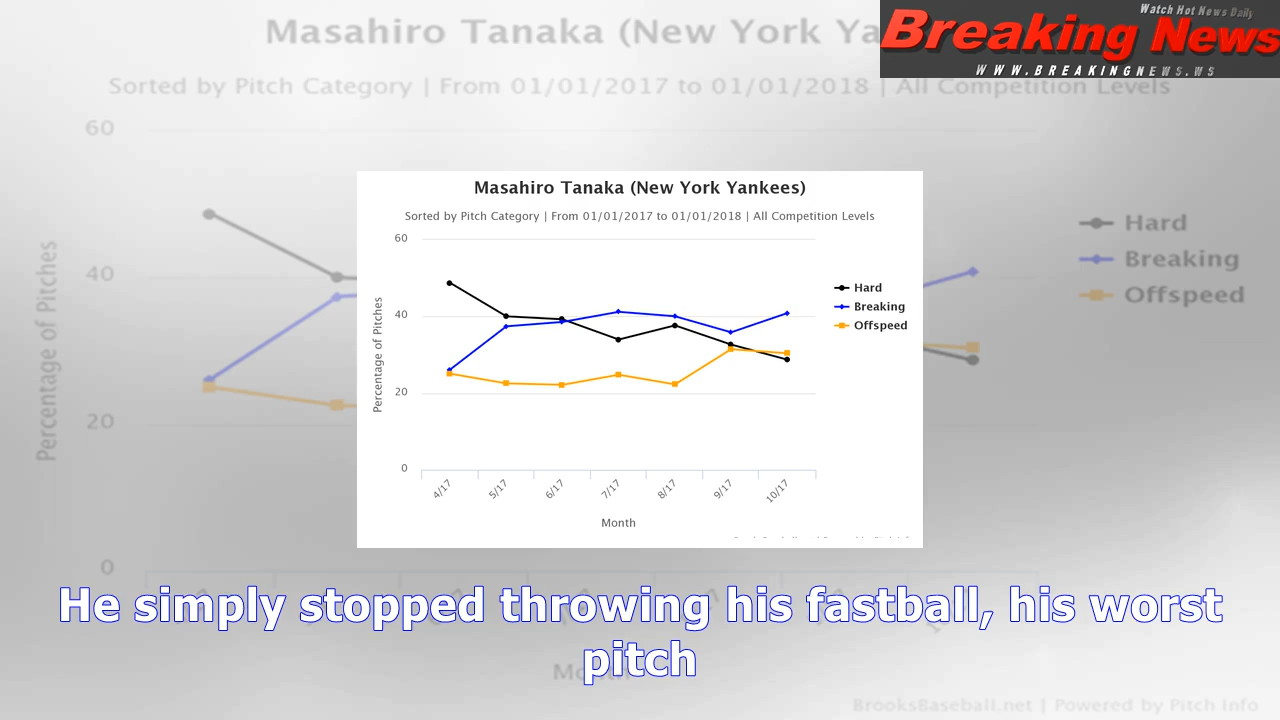 Watch Hot News Daily
Breaking News
WWW.BREAKINGNEWS.WS
Masahiro Tanaka (New York Ya
Sorted by Pitch Category | From 01/01/2017 to 01/01/2018 | All Competition Levels
60
40
20
0
Percentage of Pitches
Hard
Breaking
Offspeed
Masahiro Tanaka (New York Yankees)
Sorted by Pitch Category | From 01/01/2017 to 01/01/2018 | All Competition Levels
60
40
20
0
Percentage of Pitches
4/17
5/17
6/17
7/17
8/17
9/17
10/17
Month
Hard
Breaking
Offspeed
He simply stopped throwing his fastball, his worst
pitch
BrooksBaseball.net | Powered by Pitch Info